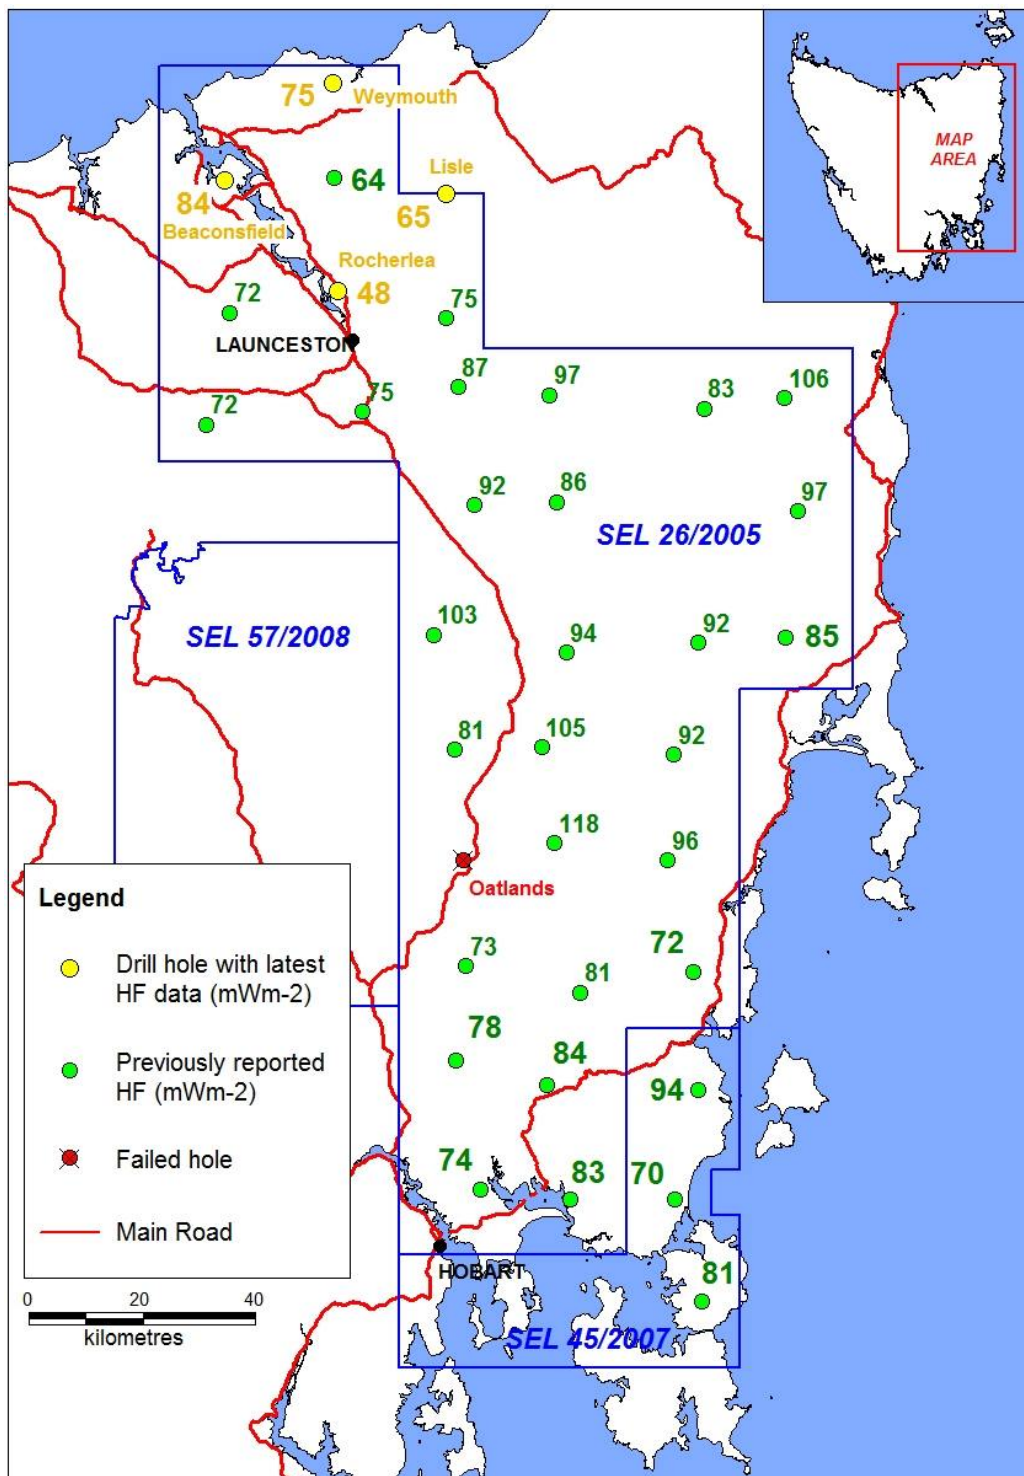 75
Weymouth
MAP
AREA
64
Lisle
84
65
Beaconsfield
Rocherlea
48
72
75
LAUNCESTON
87
97
83
106
72
75
92
86
97
SEL 26/2005
103
94
92
85
SEL 57/2008
81
105
92
118
96
Oatlands
Legend
Drill hole with latest
HF data (mWm-2)
Previously reported
HF (mWm-2)
Failed hole
Main Road
73
81
72
78
84
94
74
83
70
HOBART
81
0
20
40
kilometres
SEL 45/2007